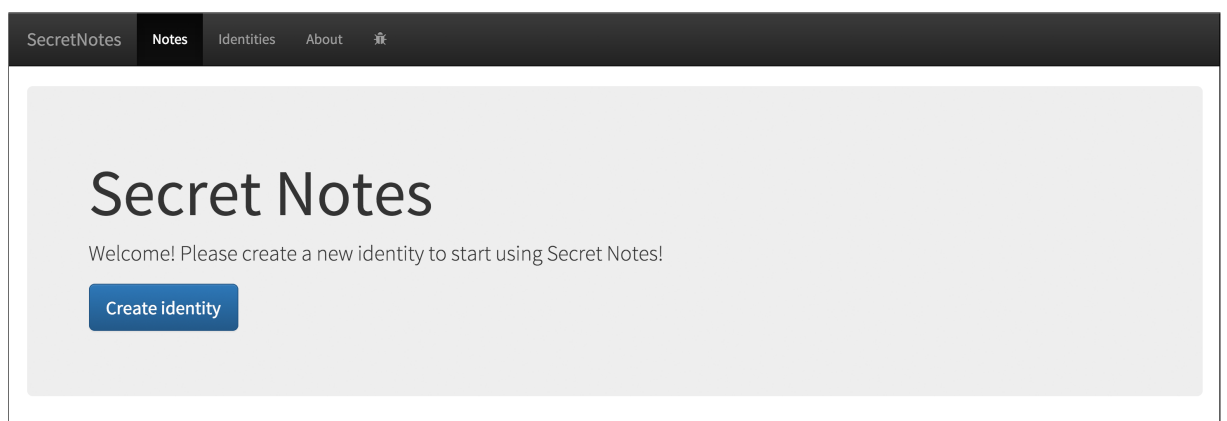 SecretNotes Notes Identities About
Secret Notes
Welcome! Please create a new identity to start using Secret Notes!
Create identity